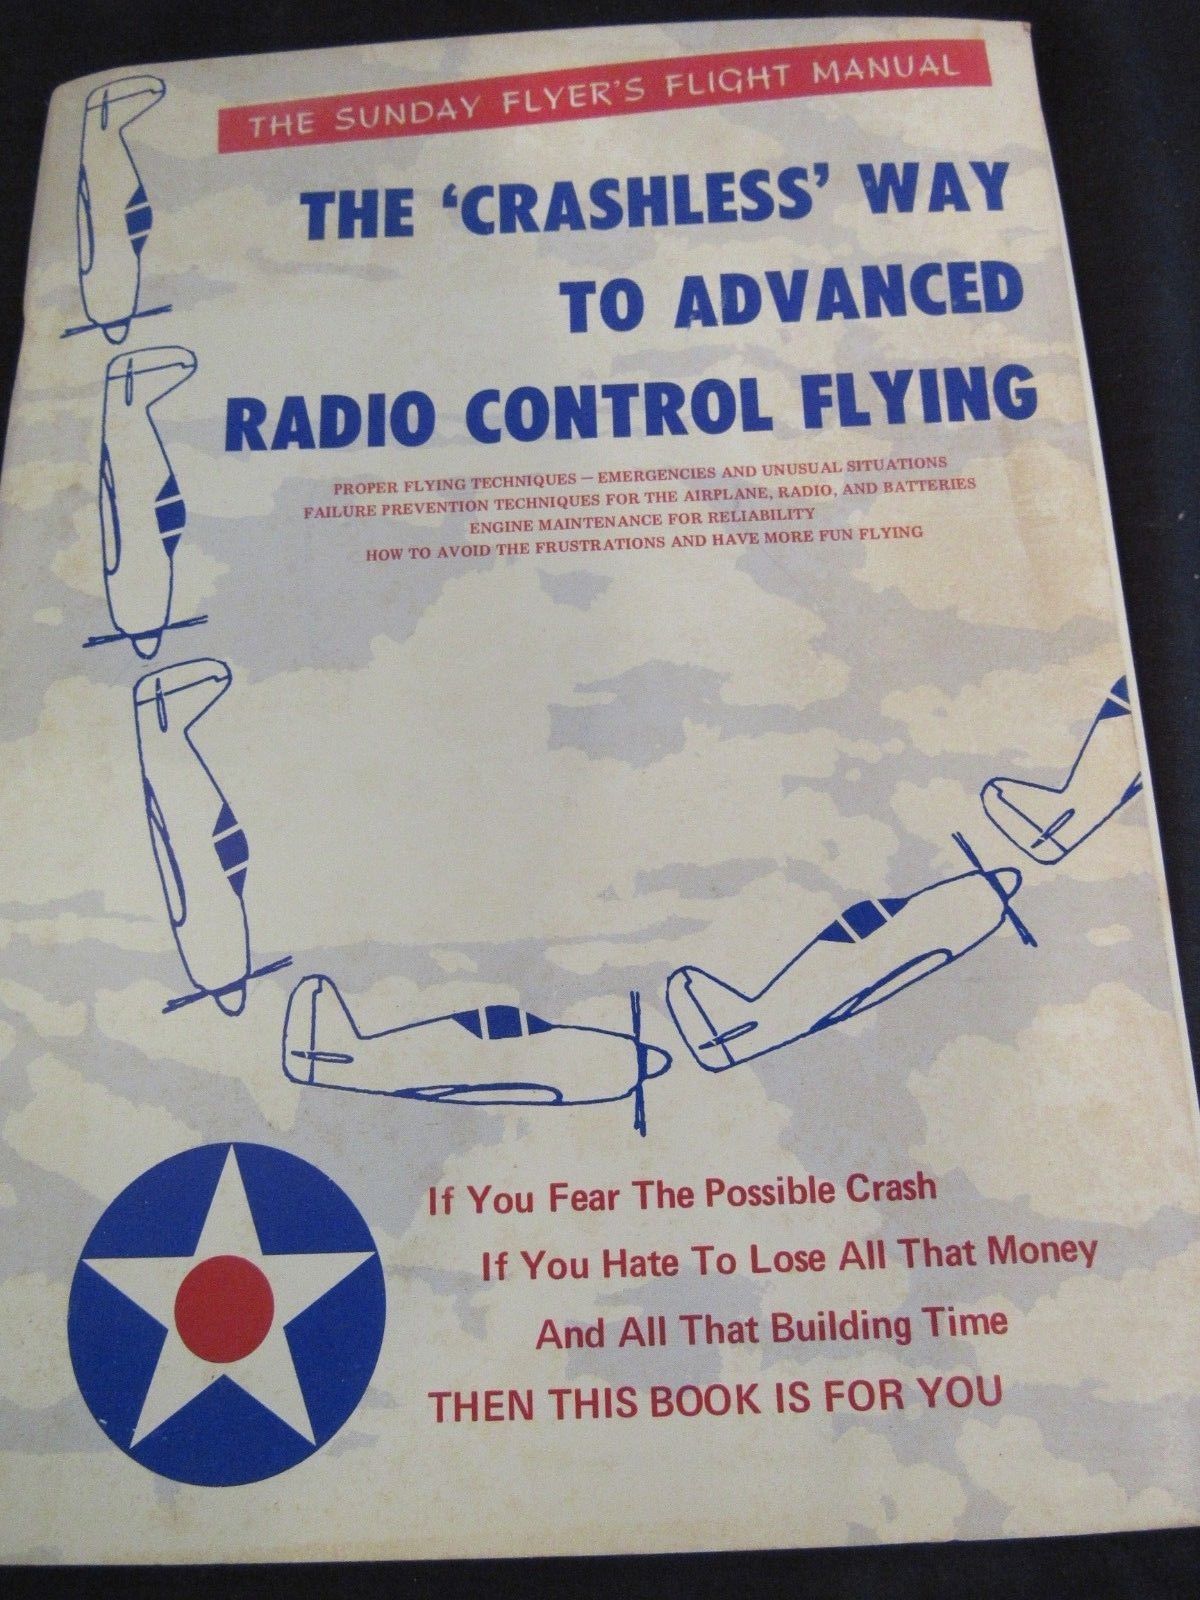 THE SUNDAY FLYER'S FLIGHT MANUAL
THE 'CRASHLESS' WAY
TO ADVANCED
RADIO CONTROL FLYING
PROPER FLYING TECHNIQUES — EMERGENCIES AND UNUSUAL SITUATIONS
FAILURE PREVENTION TECHNIQUES FOR THE AIRPLANE, RADIO, AND BATTERIES
ENGINE MAINTENANCE FOR RELIABILITY
HOW TO AVOID THE FRUSTRATIONS AND HAVE MORE FUN FLYING
If You Fear The Possible Crash
If You Hate To Lose All That Money
And All That Building Time
THEN THIS BOOK IS FOR YOU